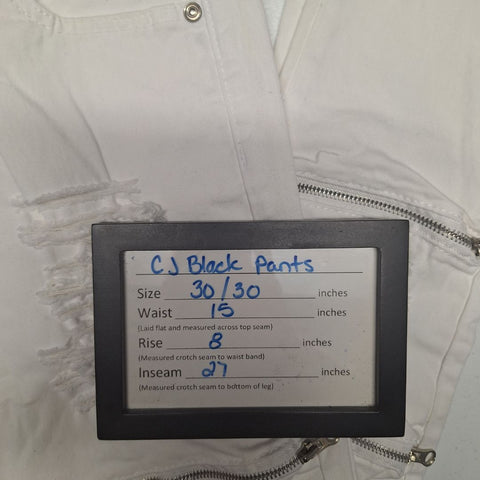 CJ Black Pants
Size 30/30 inches
Waist 15 inches
(Laid flat and measured across top seam)
Rise 8 inches
(Measured crotch seam to waist band)
Inseam 27 inches
(Measured crotch seam to bottom of leg)